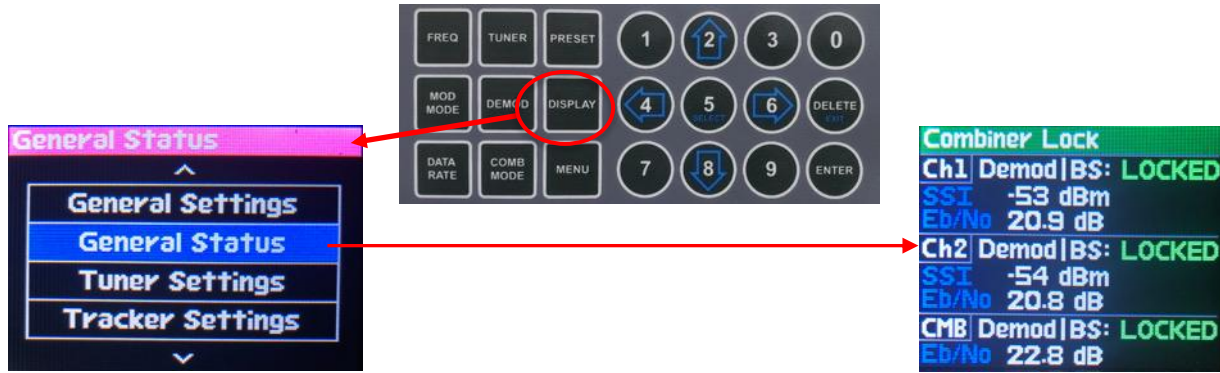 FREQ TUNER PRESET 1 2 3 0
MOD MODE DEMOD DISPLAY 4 5 SELECT 6 DELETE EXIT
DATA RATE COMB MODE MENU 7 8 9 ENTER
General Status
General Settings
General Status
Tuner Settings
Tracker Settings
Combiner Lock
Ch1 Demod|BS: LOCKED
SSI -53 dBm
Eb/No 20.9 dB
Ch2 Demod|BS: LOCKED
SSI -54 dBm
Eb/No 20.8 dB
CMB Demod|BS: LOCKED
Eb/No 22.8 dB